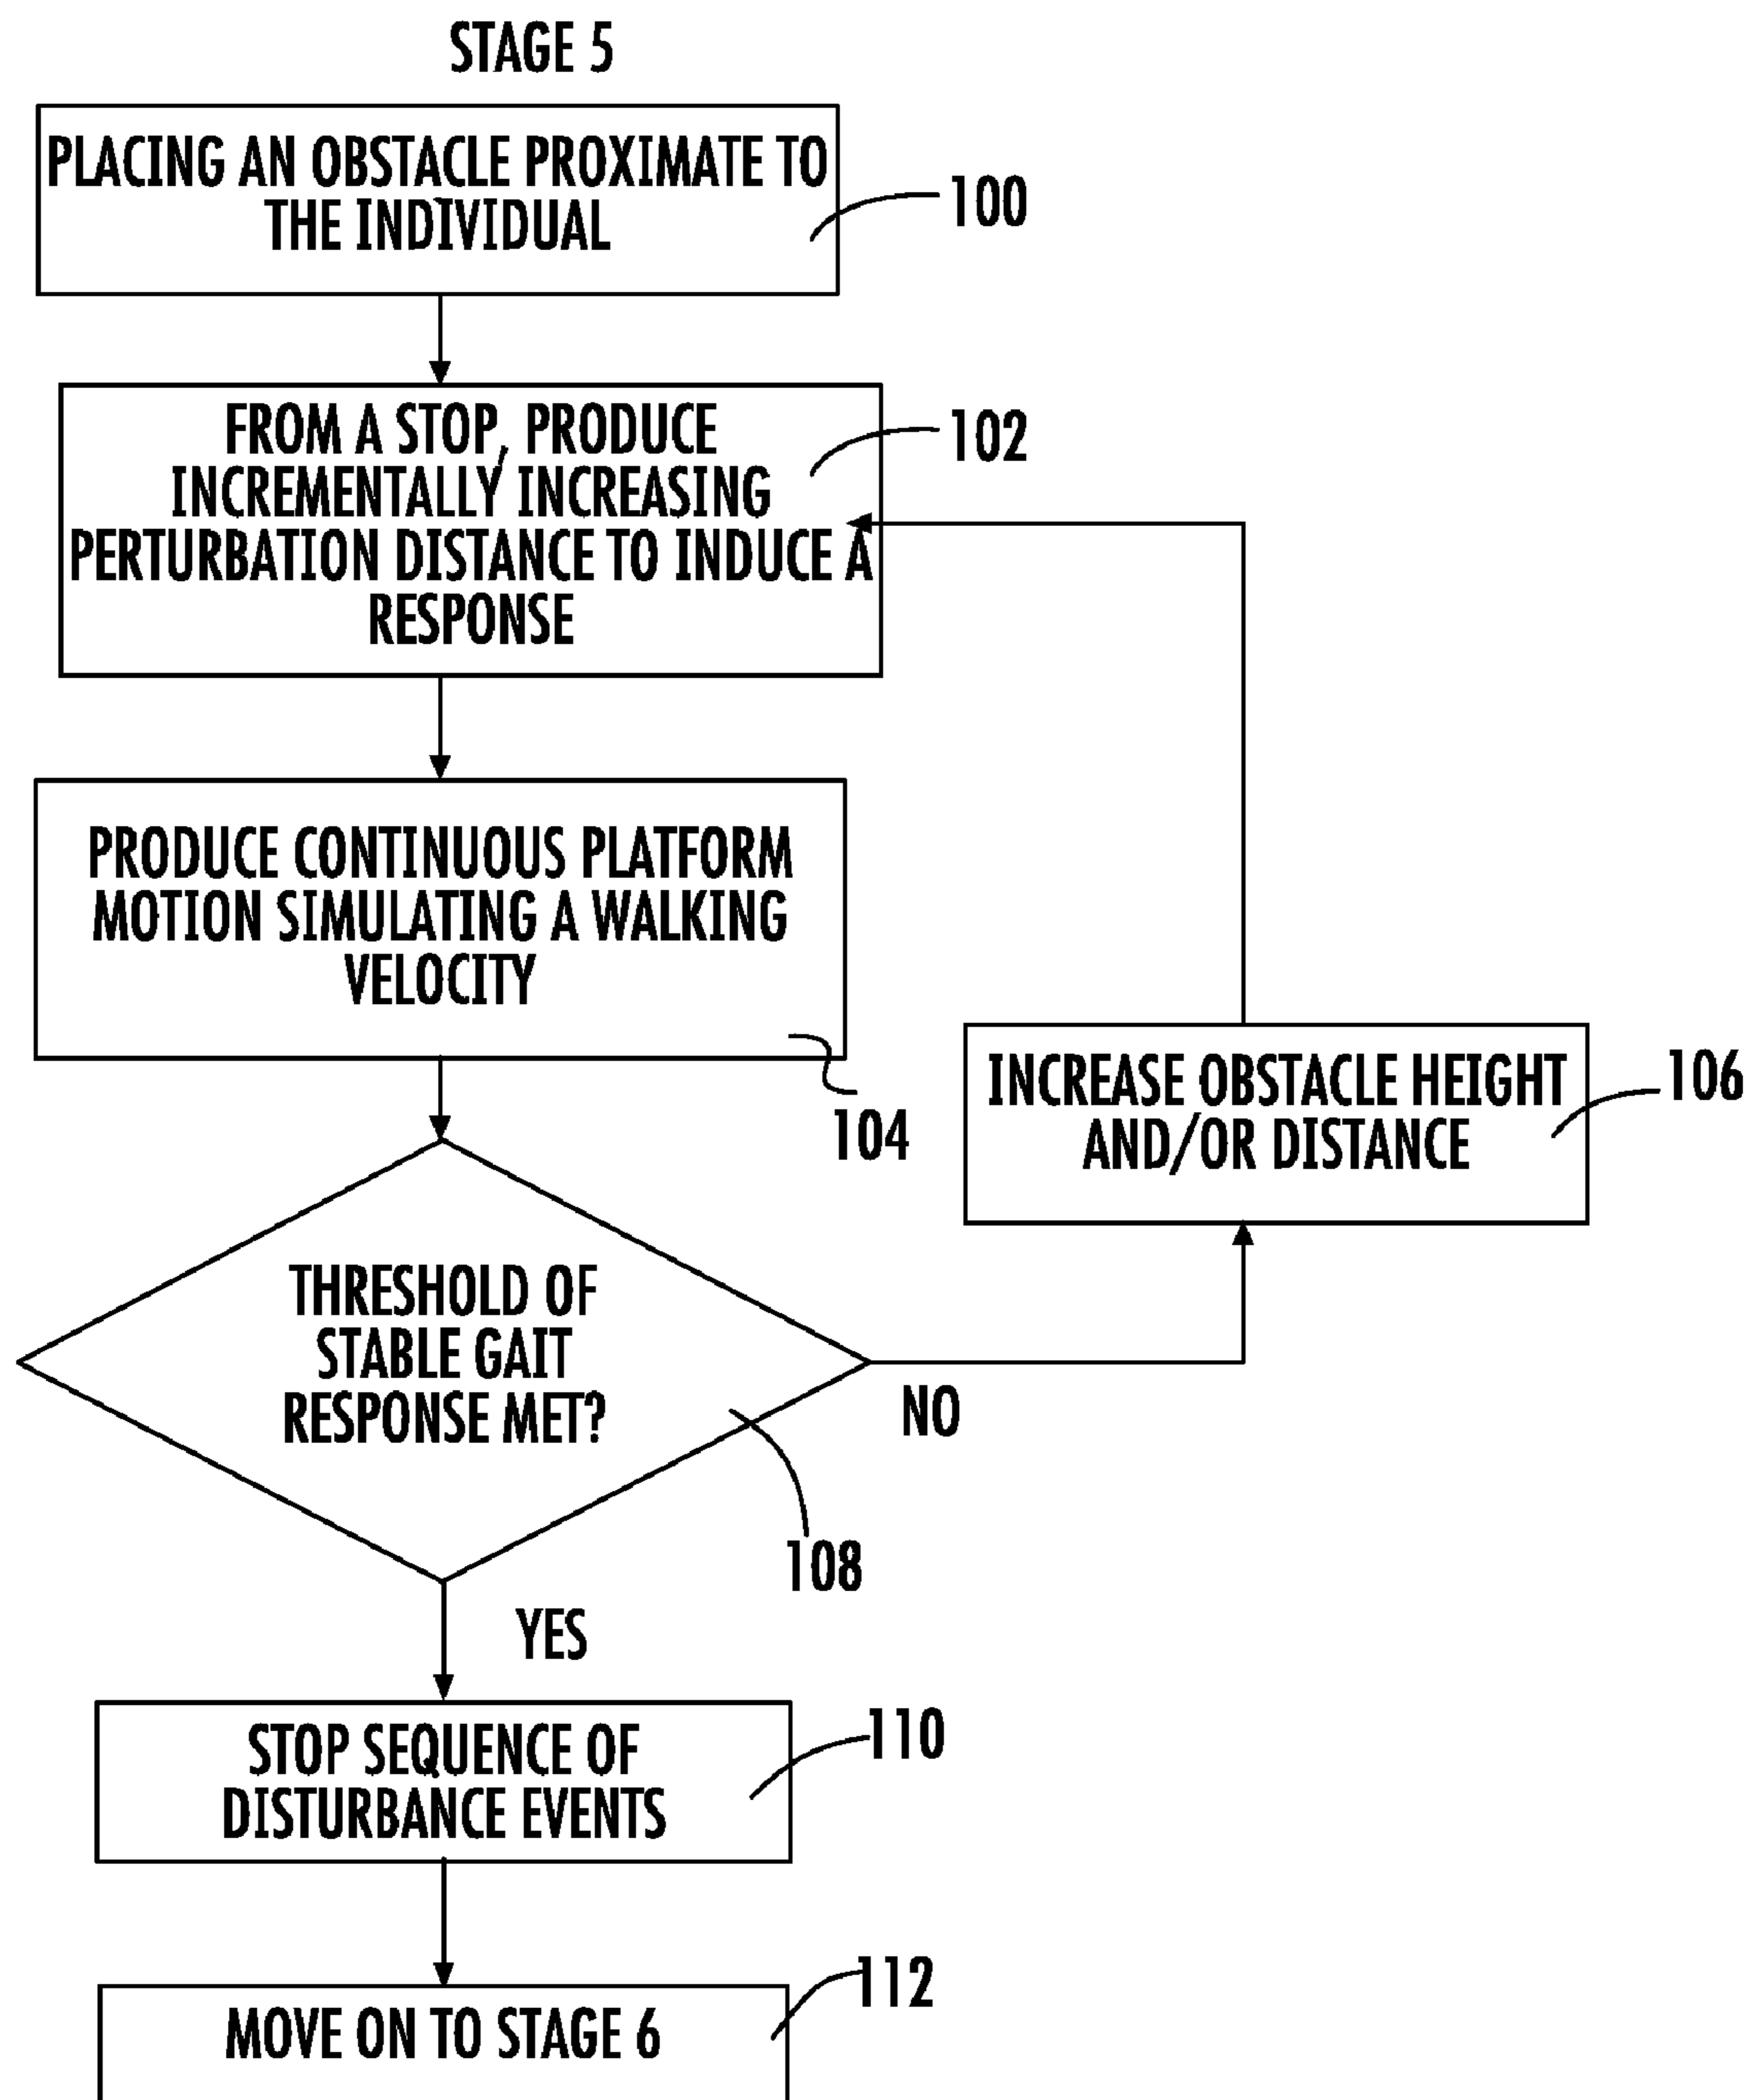 STAGE 5
PLACING AN OBSTACLE PROXIMATE TO
THE INDIVIDUAL
100
FROM A STOP, PRODUCE
INCREMENTALLY INCREASING
PERTURBATION DISTANCE TO INDUCE A
RESPONSE
102
PRODUCE CONTINUOUS PLATFORM
MOTION SIMULATING A WALKING
VELOCITY
104
INCREASE OBSTACLE HEIGHT
AND/OR DISTANCE
106
THRESHOLD OF
STABLE GAIT
RESPONSE MET?
NO
108
YES
STOP SEQUENCE OF
DISTURBANCE EVENTS
110
MOVE ON TO STAGE 6
112